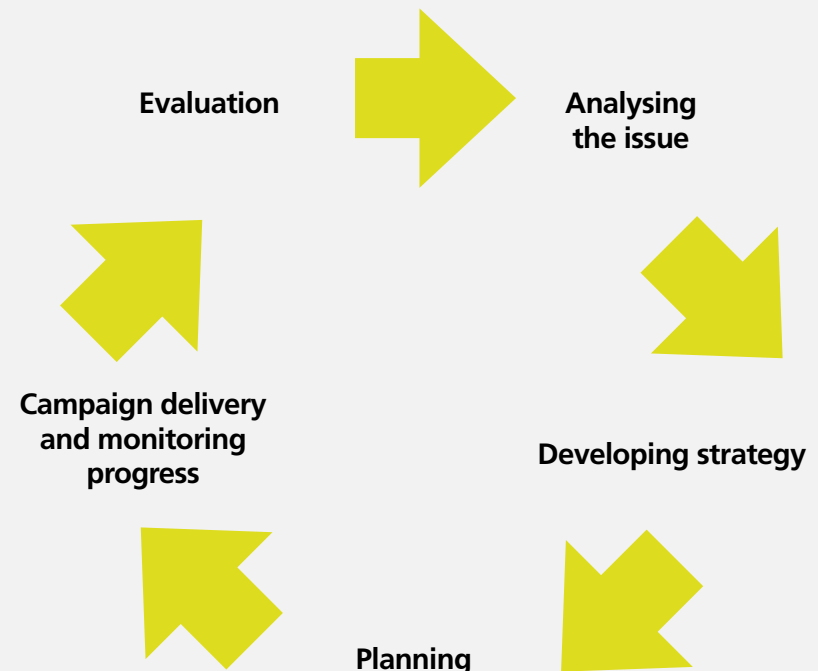 Evaluation
Analysing
the issue
Campaign delivery
and monitoring
progress
Developing strategy
Planning